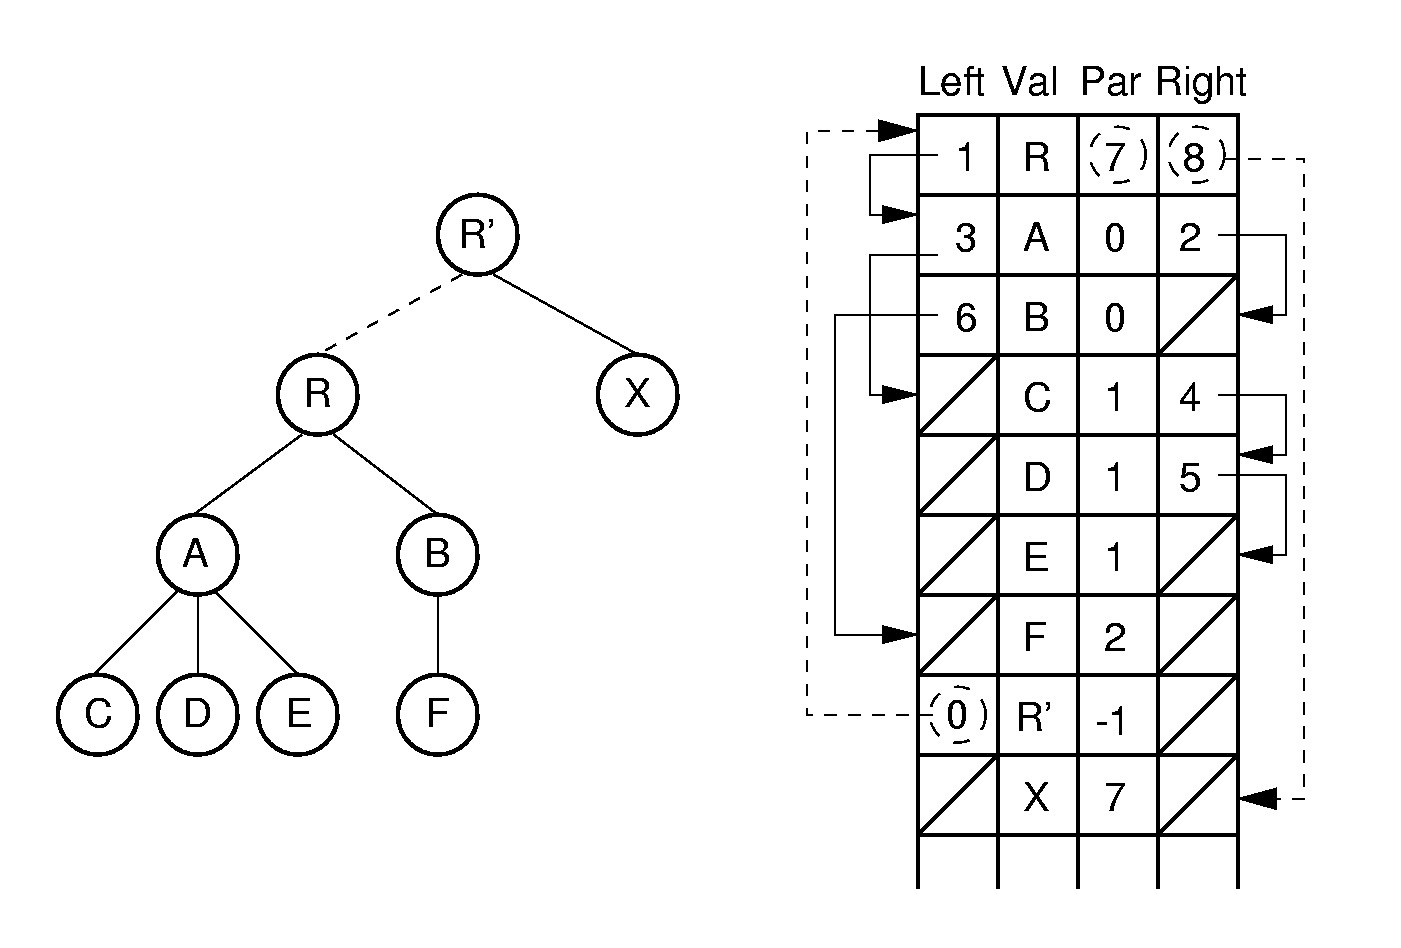 Left Val Par Right
1 R 7 8
R’ 3 A 0 2
6 B 0
R X C 1 4
D 1 5
A B E 1
F 2
C D E F 0 R’ -1
X 7